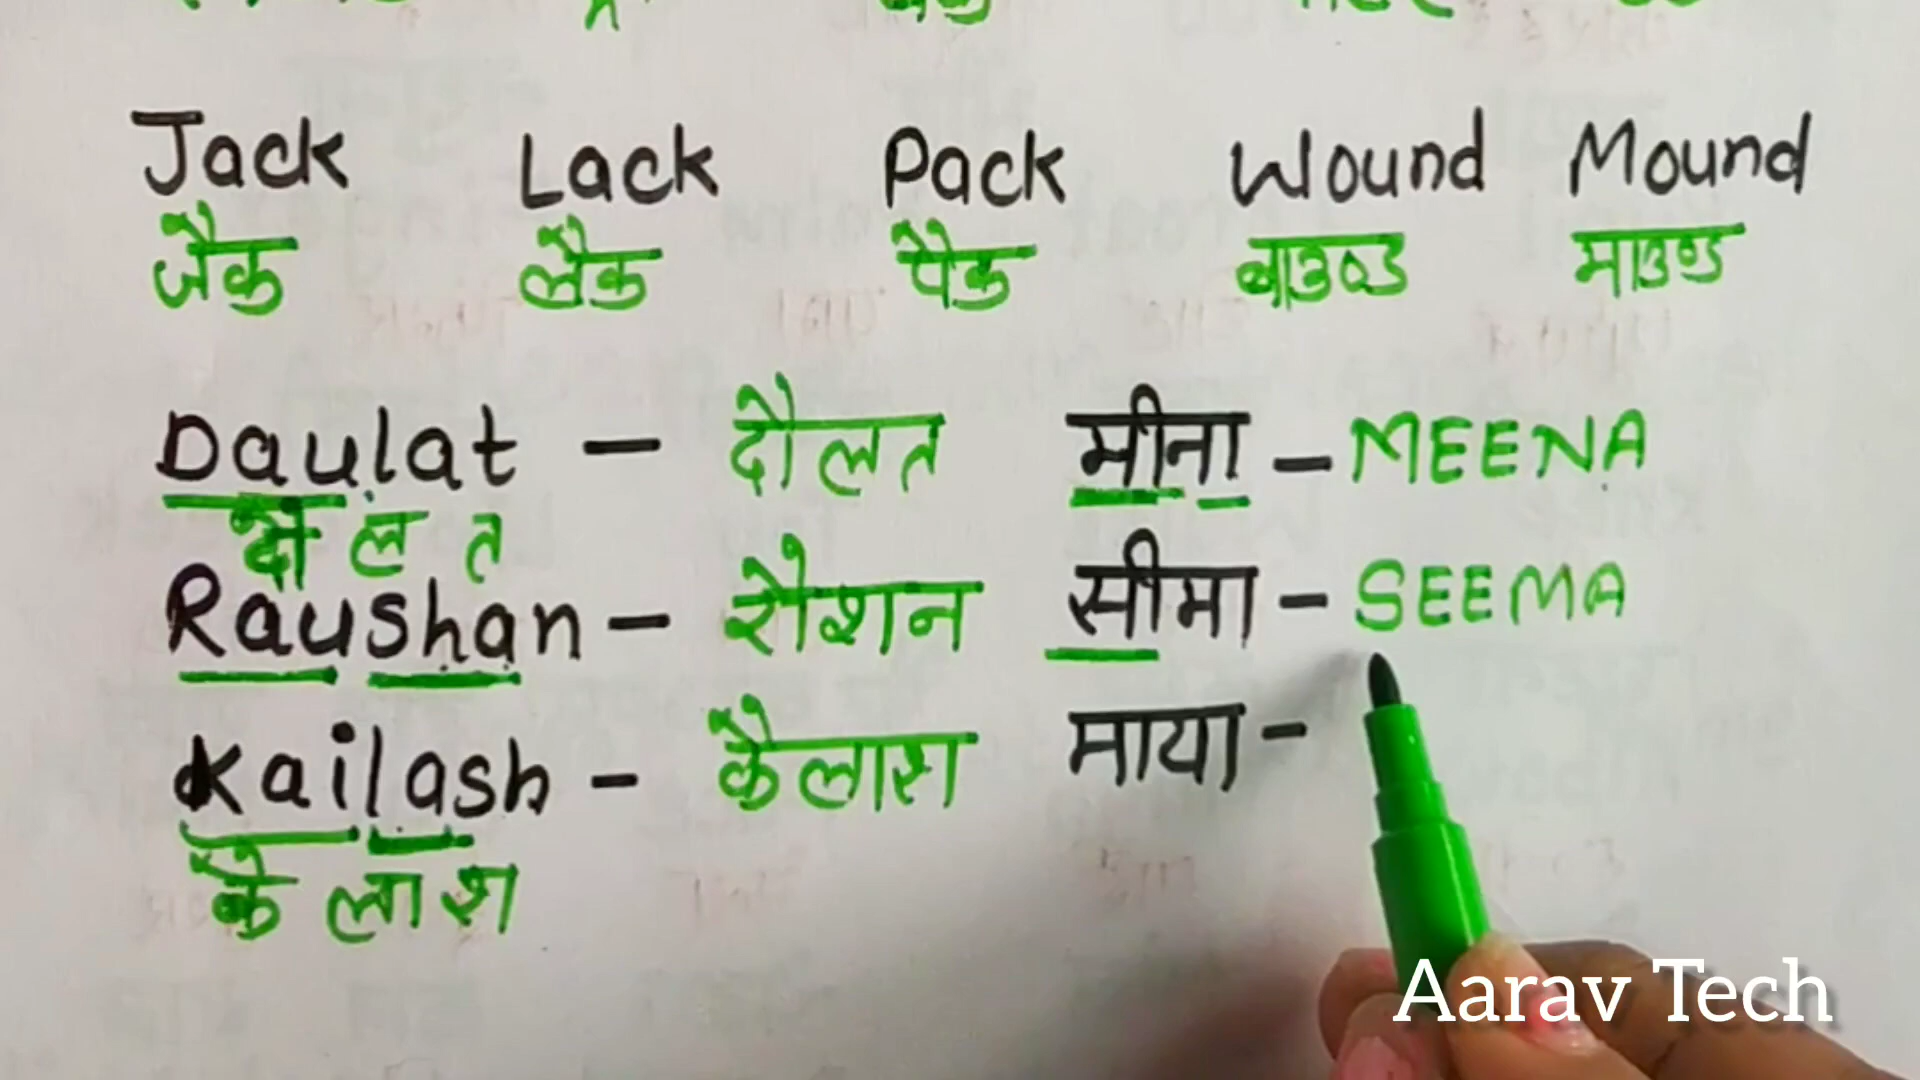 Jack Lack Pack Wound Mound
जैक लैक पैक वाउण्ड माउण्ड
Daulat - दौलत मीना - MEENA
दौ ल त
Raushan - रौशन सीमा - SEEMA
Kailash - कैलाश माया -
कै ला श
Aarav Tech